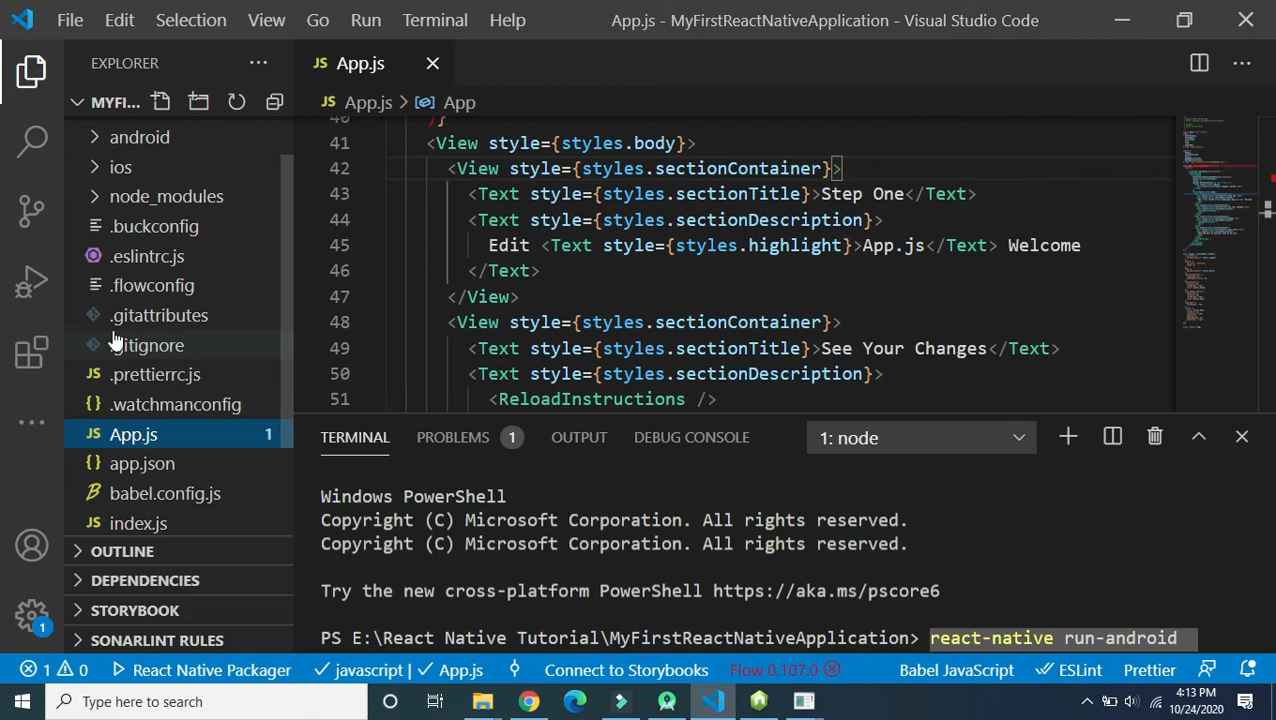 File Edit Selection View Go Run Terminal Help App.js - MyFirstReactNativeApplication - Visual Studio Code
EXPLORER
JS App.js
MYFI...
JS App.js > App
android
ios
node_modules
.buckconfig
.eslintrc.js
.flowconfig
.gitattributes
.gitignore
JS .prettierrc.js
{} .watchmanconfig
JS App.js 1
{} app.json
babel.config.js
JS index.js
OUTLINE
DEPENDENCIES
STORYBOOK
SONARLINT RULES
40 )}
41 <View style={styles.body}>
42 <View style={styles.sectionContainer}>
43 <Text style={styles.sectionTitle}>Step One</Text>
44 <Text style={styles.sectionDescription}>
45 Edit <Text style={styles.highlight}>App.js</Text> Welcome
46 </Text>
47 </View>
48 <View style={styles.sectionContainer}>
49 <Text style={styles.sectionTitle}>See Your Changes</Text>
50 <Text style={styles.sectionDescription}>
51 <ReloadInstructions />
TERMINAL PROBLEMS 1 OUTPUT DEBUG CONSOLE 1: node
Windows PowerShell
Copyright (C) Microsoft Corporation. All rights reserved.
Copyright (C) Microsoft Corporation. All rights reserved.
Try the new cross-platform PowerShell https://aka.ms/pscore6
PS E:\React Native Tutorial\MyFirstReactNativeApplication> react-native run-android
1
1 0 React Native Packager javascript | App.js Connect to Storybooks Flow 0.107.0 Babel JavaScript ESLint Prettier
Type here to search
4:13 PM
10/24/2020